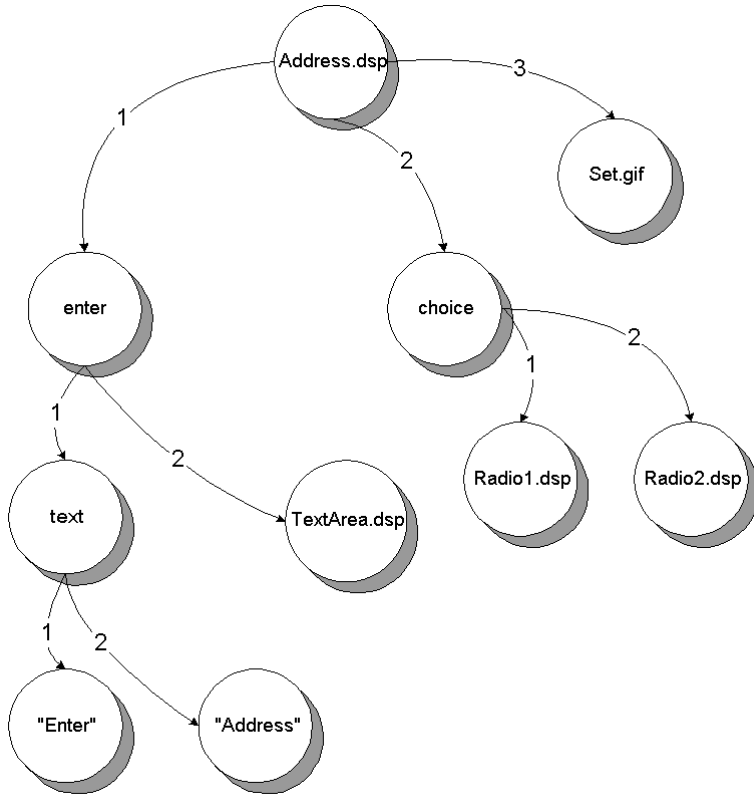 Address.dsp
3
1
2
Set.gif
enter
choice
2
1
1
2
Radio1.dsp
Radio2.dsp
text
TextArea.dsp
1
2
"Enter"
"Address"